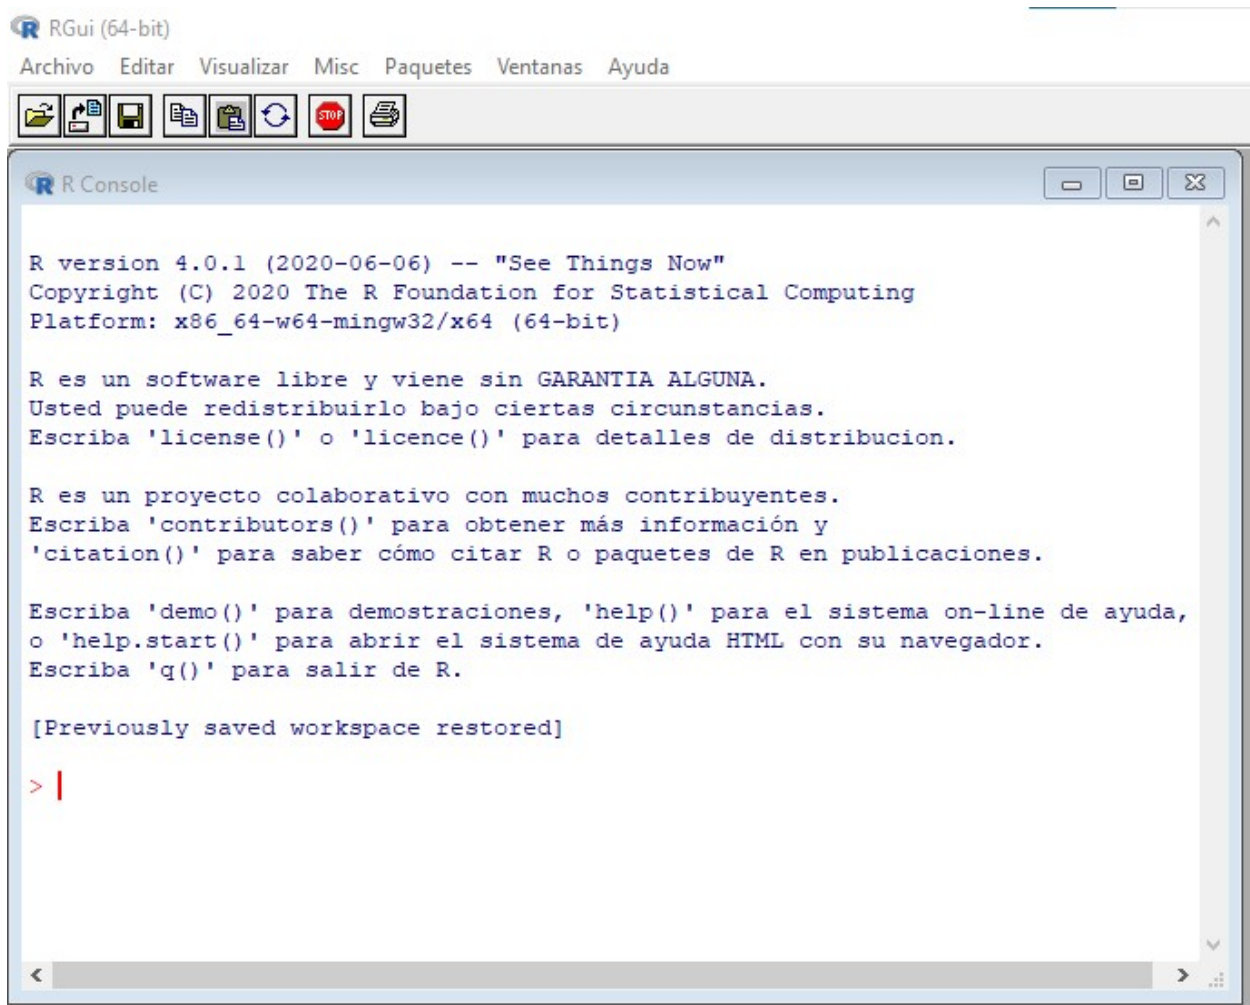 RGui (64-bit)
Archivo Editar Visualizar Misc Paquetes Ventanas Ayuda
STOP
R Console
R version 4.0.1 (2020-06-06) -- "See Things Now"
Copyright (C) 2020 The R Foundation for Statistical Computing
Platform: x86_64-w64-mingw32/x64 (64-bit)
R es un software libre y viene sin GARANTIA ALGUNA.
Usted puede redistribuirlo bajo ciertas circunstancias.
Escriba 'license()' o 'licence()' para detalles de distribucion.
R es un proyecto colaborativo con muchos contribuyentes.
Escriba 'contributors()' para obtener más información y
'citation()' para saber cómo citar R o paquetes de R en publicaciones.
Escriba 'demo()' para demostraciones, 'help()' para el sistema on-line de ayuda,
o 'help.start()' para abrir el sistema de ayuda HTML con su navegador.
Escriba 'q()' para salir de R.
[Previously saved workspace restored]
>